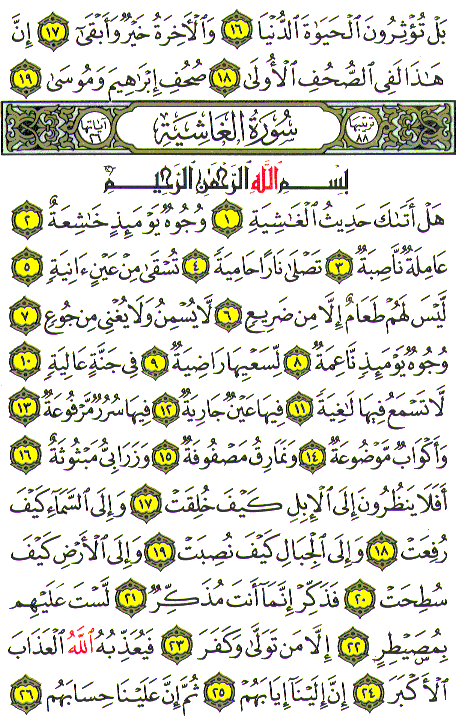 بَلْ تُؤْثِرُونَ ٱلْحَيَوٰةَ ٱلدُّنْيَا ١٦ وَٱلْأَخِرَةُ خَيْرٌ وَأَبْقَىٰٓ ١٧ إِنَّ
هَـٰذَا لَفِى ٱلصُّحُفِ ٱلْأُولَىٰ ١٨ صُحُفِ إِبْرَٰهِيمَ وَمُوسَىٰ ١٩
ترتيبها ٨٨ سُورَةُ الْغَاشِيَةِ آياتها ٢٦
بِسْمِ ٱللَّهِ ٱلرَّحْمَـٰنِ ٱلرَّحِيمِ
هَلْ أَتَىٰكَ حَدِيثُ ٱلْغَـٰشِيَةِ ١ وُجُوهٌ يَوْمَئِذٍ خَـٰشِعَةٌ ٢
عَامِلَةٌ نَّاصِبَةٌ ٣ تَصْلَىٰ نَارًا حَامِيَةً ٤ تُسْقَىٰ مِنْ عَيْنٍ ءَانِيَةٍ ٥
لَّيْسَ لَهُمْ طَعَامٌ إِلَّا مِن ضَرِيعٍ ٦ لَّا يُسْمِنُ وَلَا يُغْنِى مِن جُوعٍ ٧
وُجُوهٌ يَوْمَئِذٍ نَّاعِمَةٌ ٨ لِّسَعْيِهَا رَاضِيَةٌ ٩ فِى جَنَّةٍ عَالِيَةٍ ١٠
لَّا تَسْمَعُ فِيهَا لَـٰغِيَةً ١١ فِيهَا عَيْنٌ جَارِيَةٌ ١٢ فِيهَا سُرُرٌ مَّرْفُوعَةٌ ١٣
وَأَكْوَابٌ مَّوْضُوعَةٌ ١٤ وَنَمَارِقُ مَصْفُوفَةٌ ١٥ وَزَرَابِىُّ مَبْثُوثَةٌ ١٦
أَفَلَا يَنظُرُونَ إِلَى ٱلْإِبِلِ كَيْفَ خُلِقَتْ ١٧ وَإِلَى ٱلسَّمَآءِ كَيْفَ
رُفِعَتْ ١٨ وَإِلَى ٱلْجِبَالِ كَيْفَ نُصِبَتْ ١٩ وَإِلَى ٱلْأَرْضِ كَيْفَ
سُطِحَتْ ٢٠ فَذَكِّرْ إِنَّمَآ أَنتَ مُذَكِّرٌ ٢١ لَّسْتَ عَلَيْهِم
بِمُصَيْطِرٍ ٢٢ إِلَّا مَن تَوَلَّىٰ وَكَفَرَ ٢٣ فَيُعَذِّبُهُ ٱللَّهُ ٱلْعَذَابَ
ٱلْأَكْبَرَ ٢٤ إِنَّ إِلَيْنَآ إِيَابَهُمْ ٢٥ ثُمَّ إِنَّ عَلَيْنَا حِسَابَهُم ٢٦